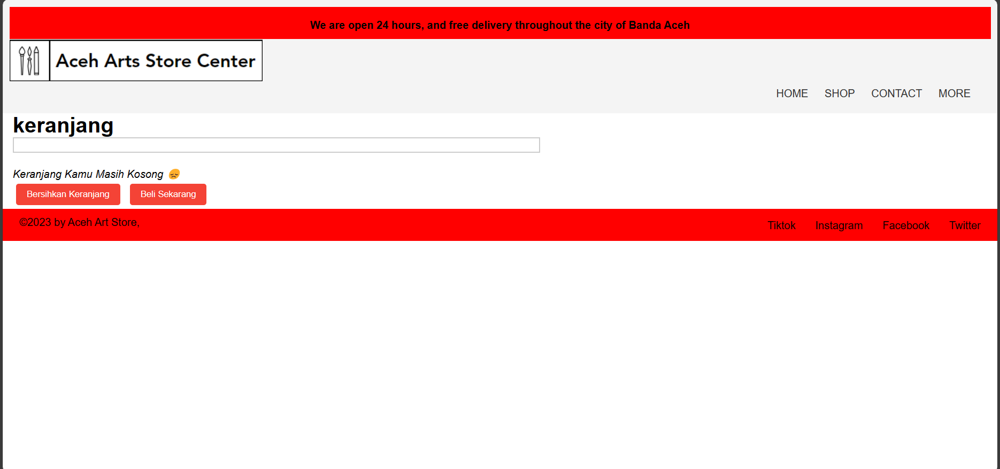 We are open 24 hours, and free delivery throughout the city of Banda Aceh
Aceh Arts Store Center
HOME SHOP CONTACT MORE
keranjang
Keranjang Kamu Masih Kosong 😞
Bersihkan Keranjang Beli Sekarang
©2023 by Aceh Art Store, Tiktok Instagram Facebook Twitter